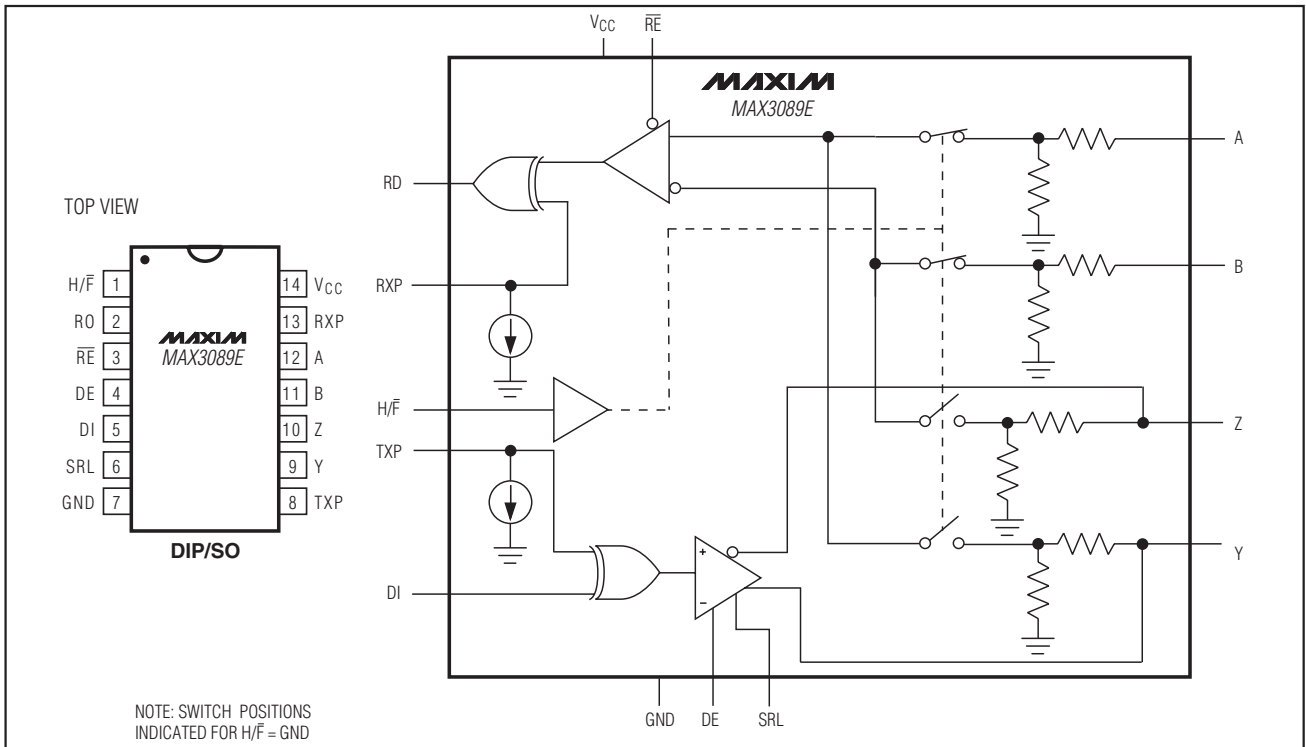 TOP VIEW
H/F̅ 1
RO 2
R̅E̅ 3
DE 4
DI 5
SRL 6
GND 7
MAXIM
MAX3089E
14 VCC
13 RXP
12 A
11 B
10 Z
9 Y
8 TXP
DIP/SO
VCC
R̅E̅
MAXIM
MAX3089E
RD
RXP
H/F̅
TXP
DI
+
−
A
B
Z
Y
GND
DE
SRL
NOTE: SWITCH POSITIONS
INDICATED FOR H/F̅ = GND